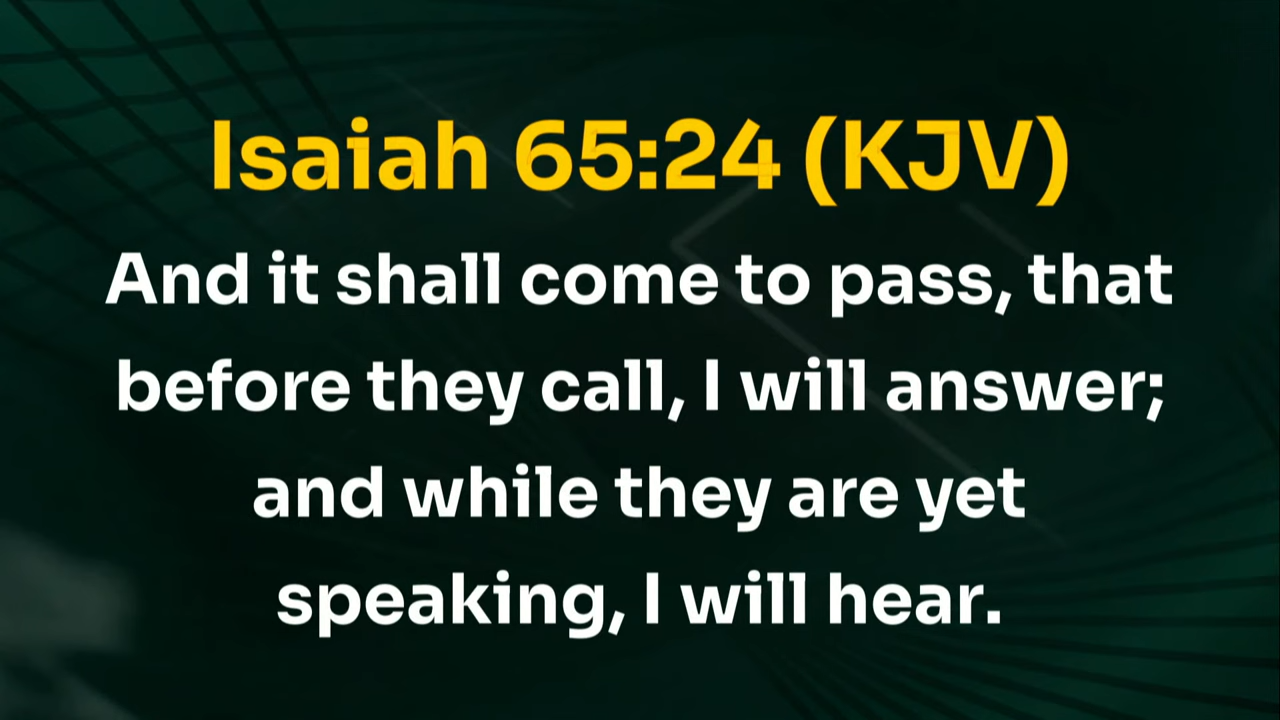 Isaiah 65:24 (KJV)
And it shall come to pass, that
before they call, I will answer;
and while they are yet
speaking, I will hear.